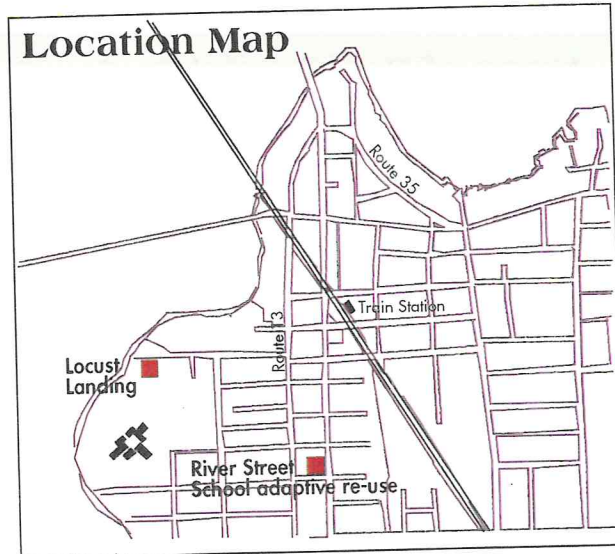 Location Map
Route 35
Train Station
Route 13
Locust
Landing
River Street
School adaptive re-use